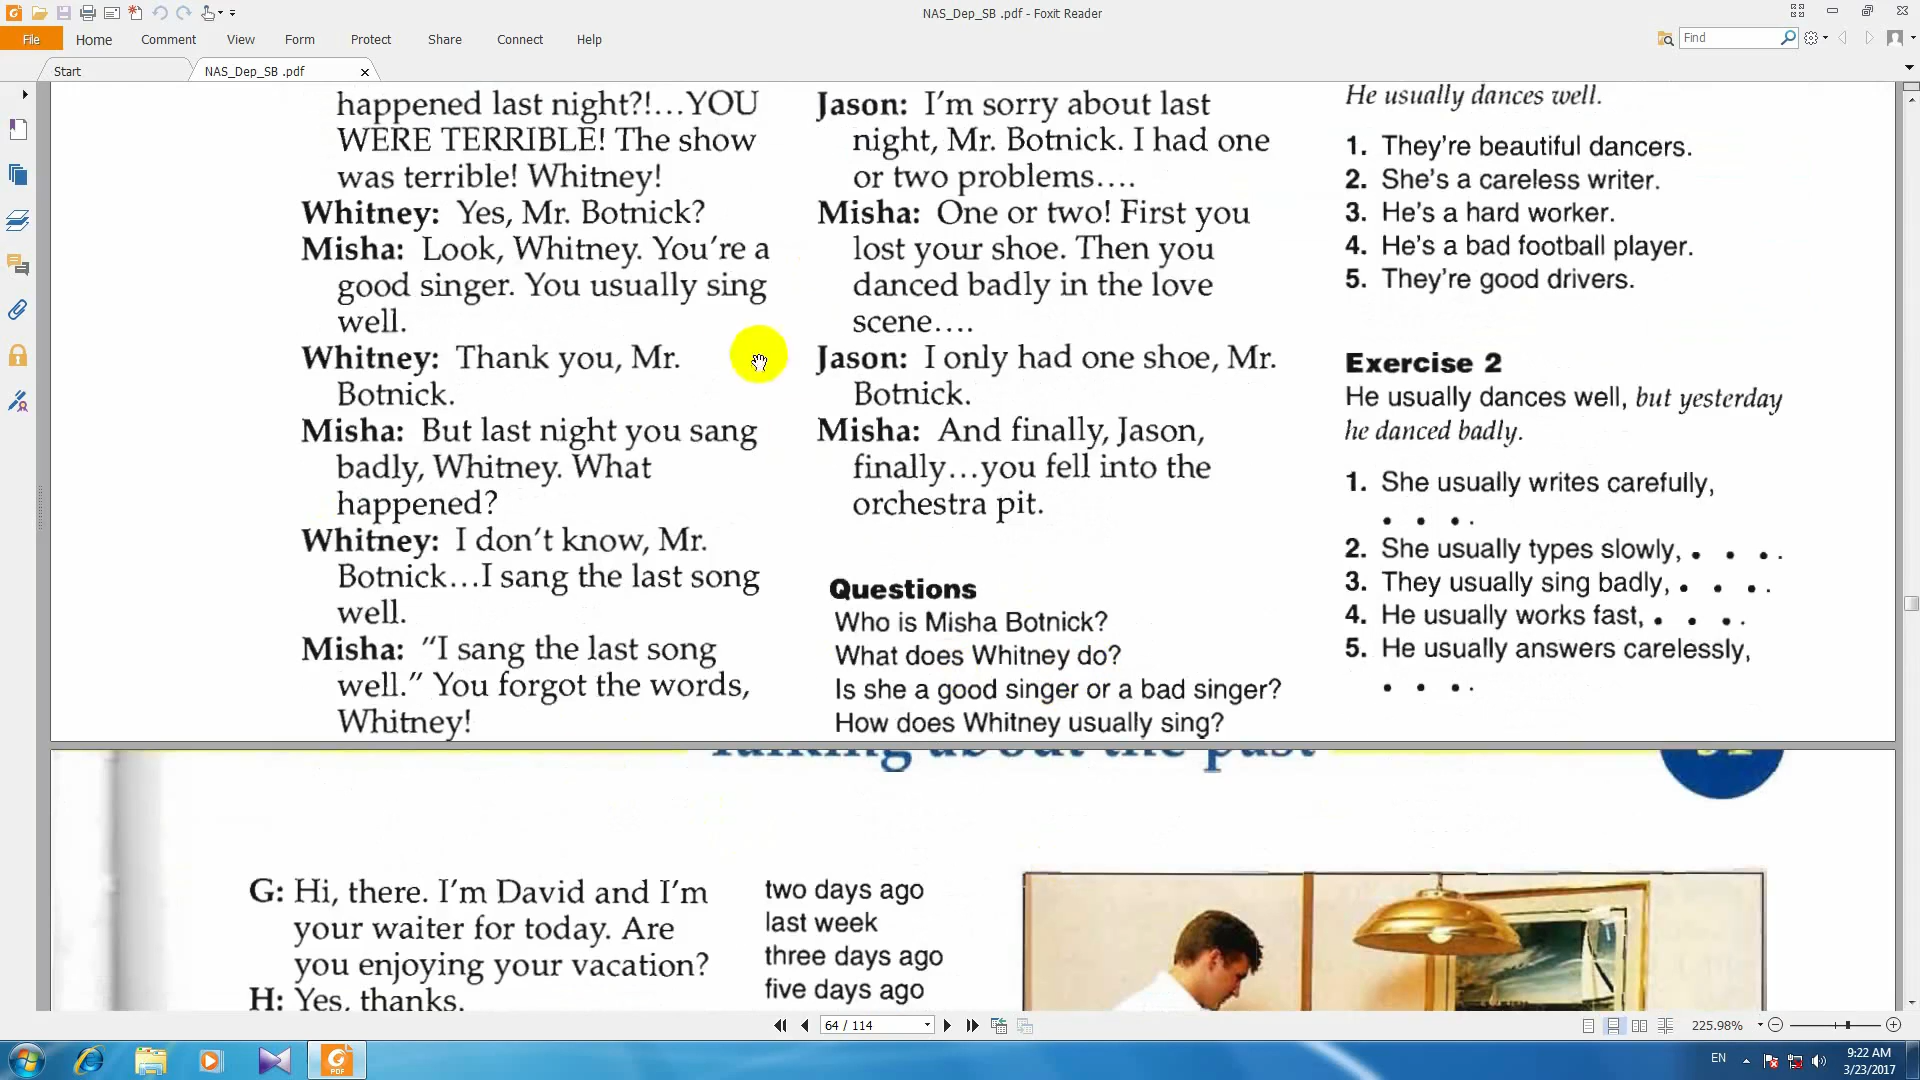 NAS_Dep_SB .pdf - Foxit Reader
File Home Comment View Form Protect Share Connect Help
Find
Start
NAS_Dep_SB .pdf
happened last night?!...YOU
WERE TERRIBLE! The show
was terrible! Whitney!
Whitney: Yes, Mr. Botnick?
Misha: Look, Whitney. You're a
good singer. You usually sing
well.
Whitney: Thank you, Mr.
Botnick.
Misha: But last night you sang
badly, Whitney. What
happened?
Whitney: I don't know, Mr.
Botnick...I sang the last song
well.
Misha: "I sang the last song
well." You forgot the words,
Whitney!
Jason: I'm sorry about last
night, Mr. Botnick. I had one
or two problems....
Misha: One or two! First you
lost your shoe. Then you
danced badly in the love
scene....
Jason: I only had one shoe, Mr.
Botnick.
Misha: And finally, Jason,
finally...you fell into the
orchestra pit.
Questions
Who is Misha Botnick?
What does Whitney do?
Is she a good singer or a bad singer?
How does Whitney usually sing?
He usually dances well.
1. They're beautiful dancers.
2. She's a careless writer.
3. He's a hard worker.
4. He's a bad football player.
5. They're good drivers.
Exercise 2
He usually dances well, but yesterday
he danced badly.
1. She usually writes carefully,
. . . .
2. She usually types slowly, . . . .
3. They usually sing badly, . . . .
4. He usually works fast, . . . .
5. He usually answers carelessly,
. . . .
Talking about the past
G: Hi, there. I'm David and I'm
your waiter for today. Are
you enjoying your vacation?
H: Yes, thanks.
two days ago
last week
three days ago
five days ago
64 / 114
225.98%
EN
9:22 AM
3/23/2017